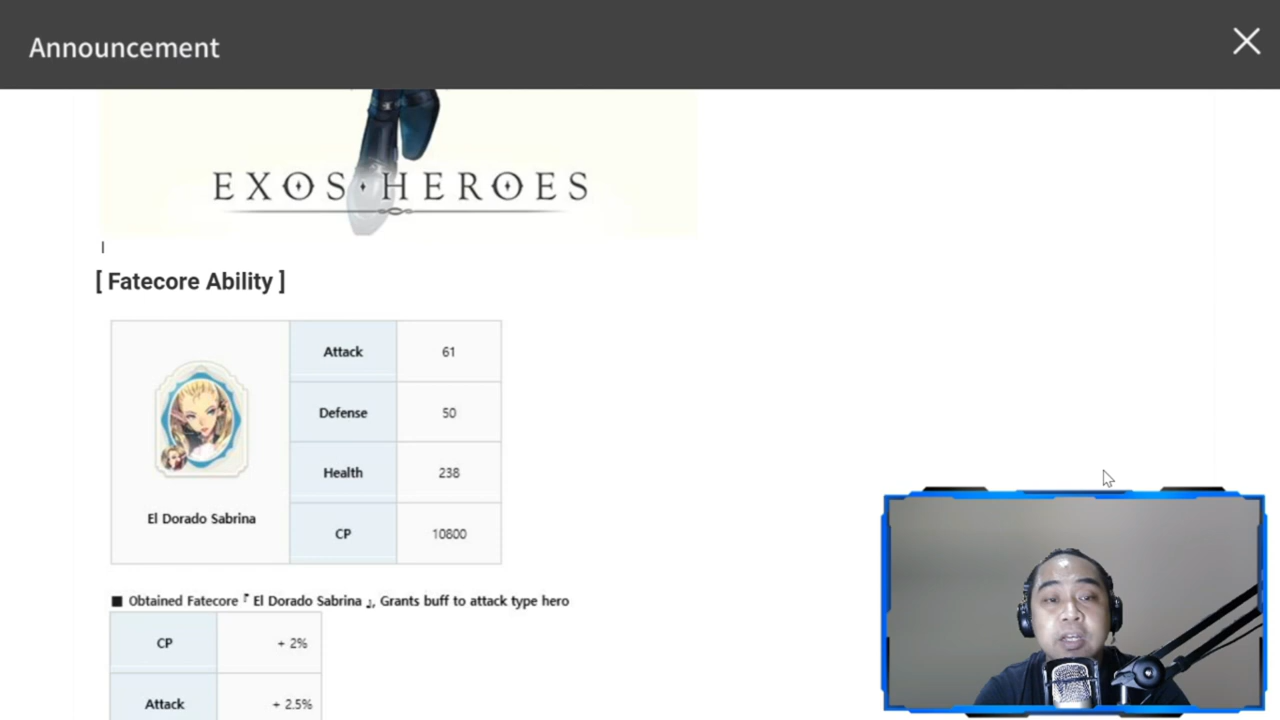 Announcement
EXOS HEROES
[ Fatecore Ability ]
Attack 61
Defense 50
Health 238
El Dorado Sabrina
CP 10800
■ Obtained Fatecore『 El Dorado Sabrina 』, Grants buff to attack type hero
CP + 2%
Attack + 2.5%